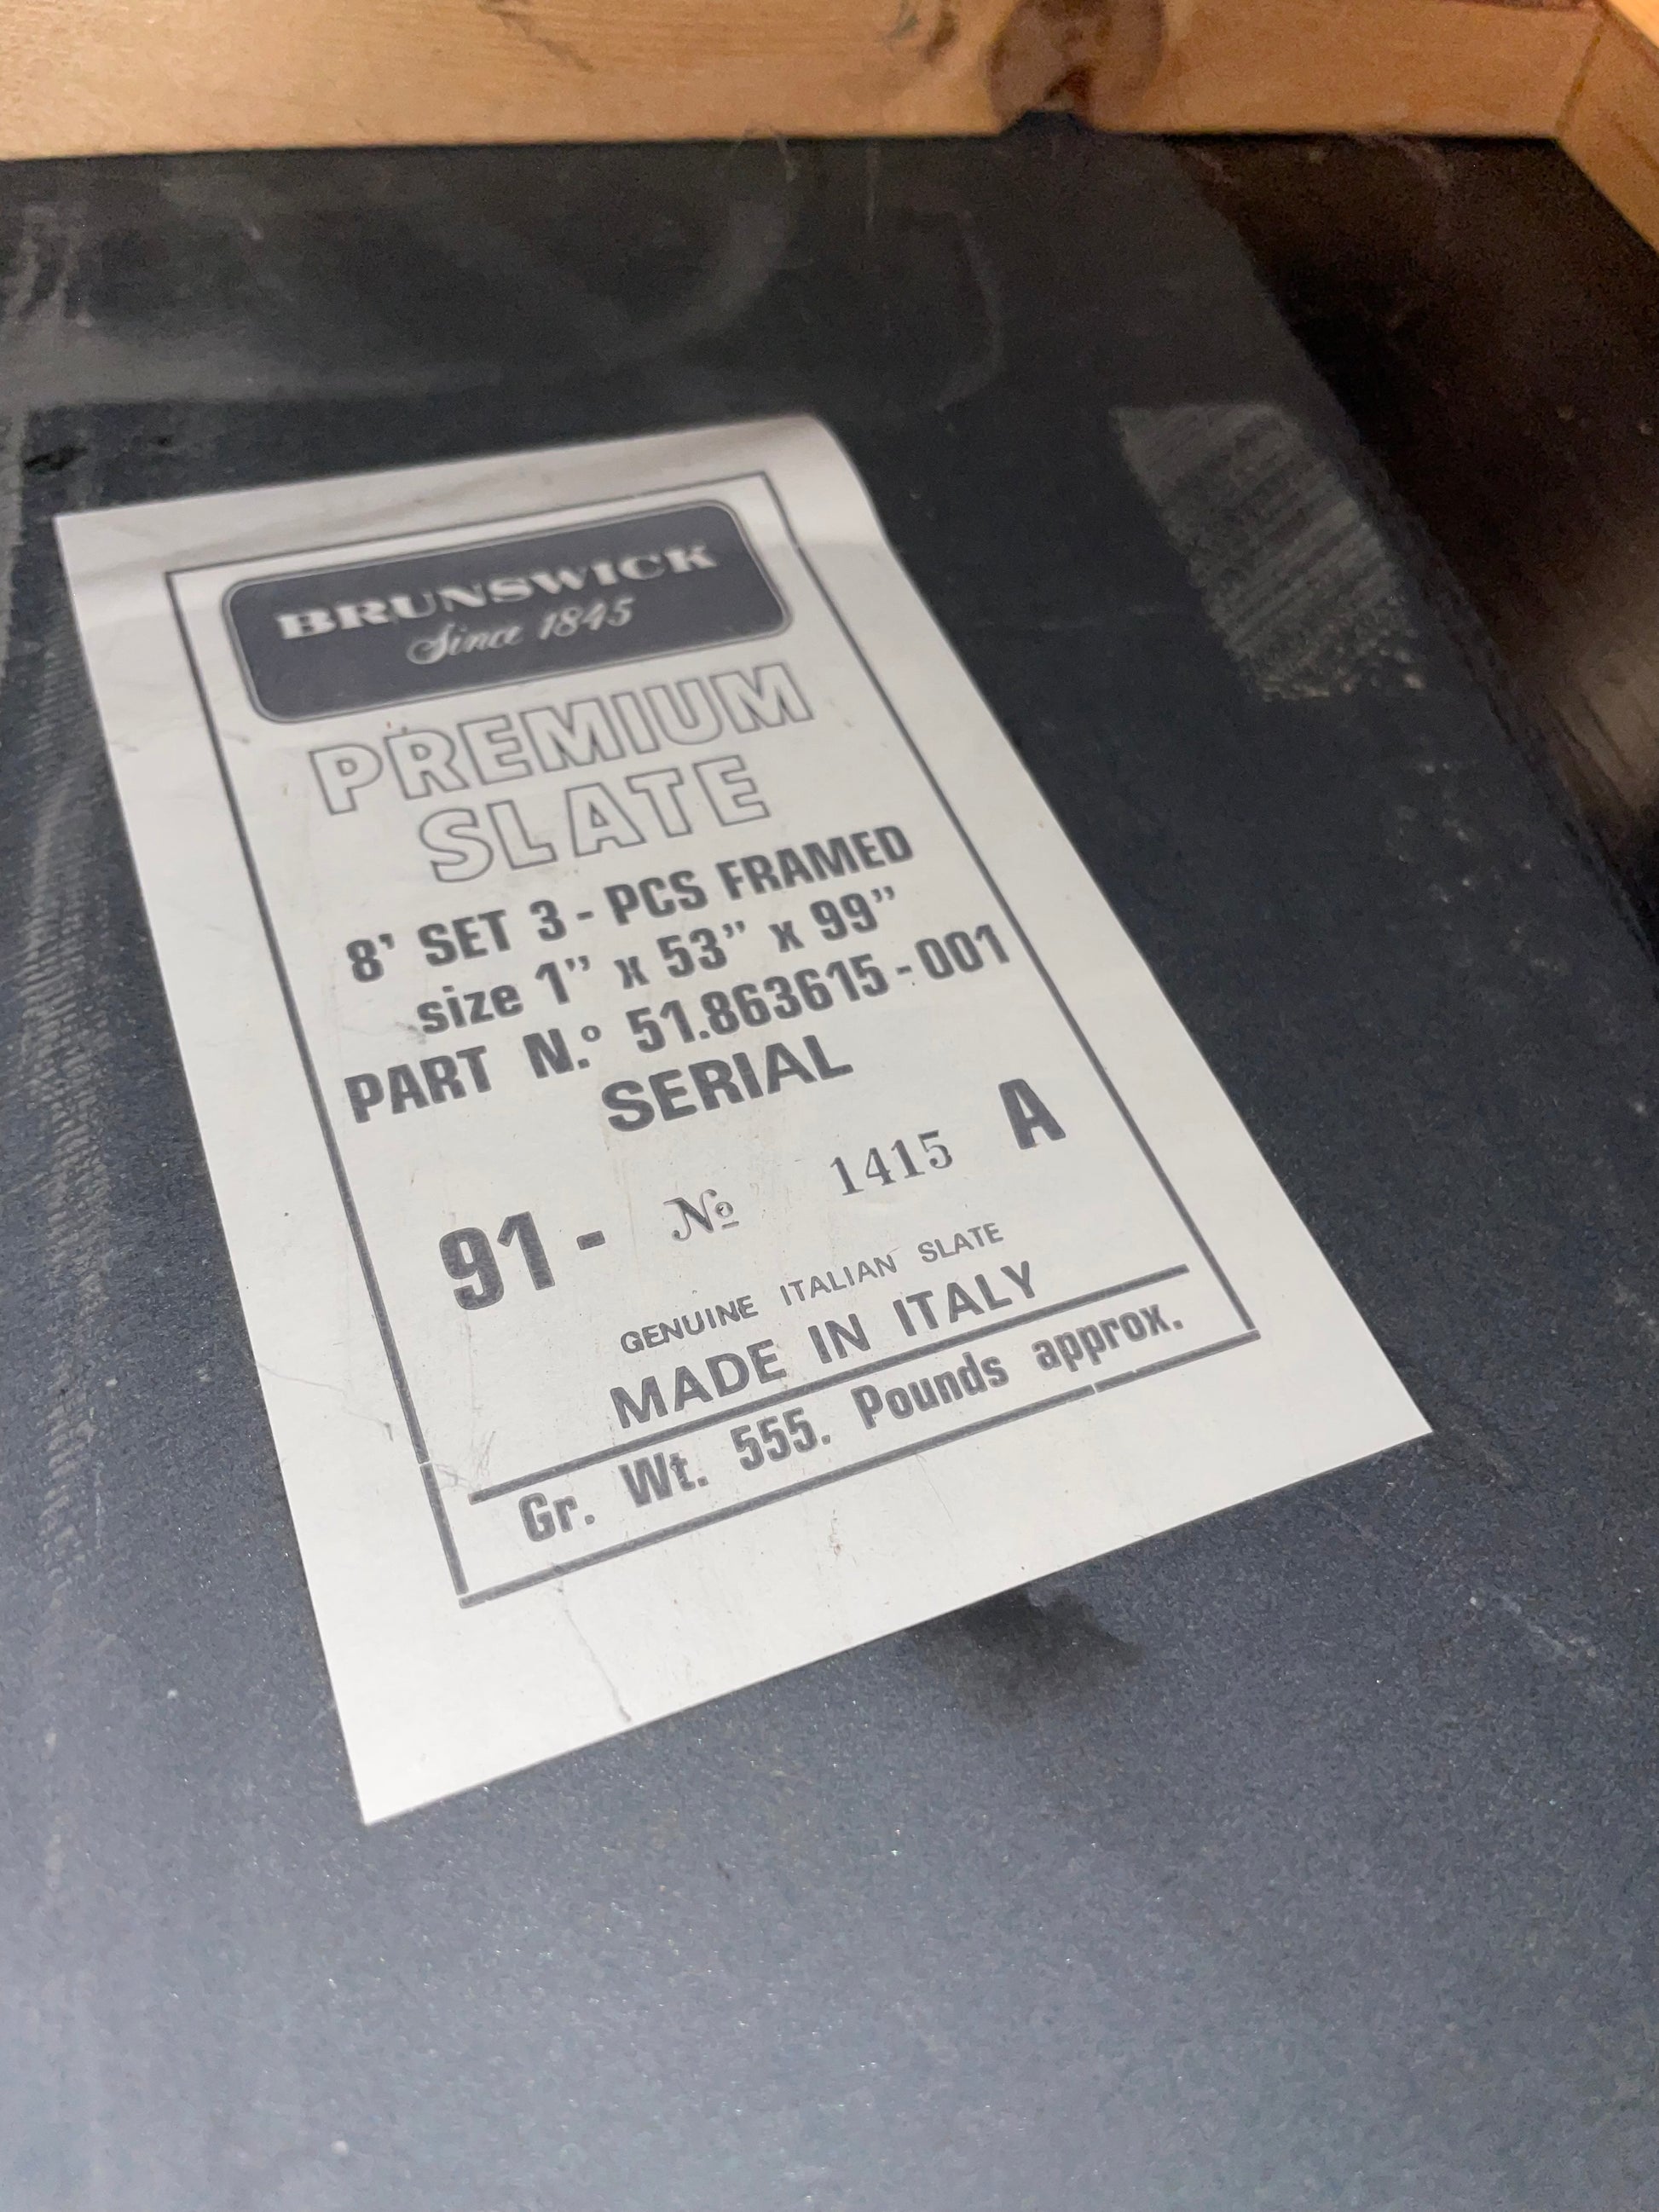 BRUNSWICK
Since 1845
PREMIUM
SLATE
8' SET 3 - PCS FRAMED
size 1" x 53" x 99"
PART N.º 51.863615-001
SERIAL
91- Nº 1415 A
GENUINE ITALIAN SLATE
MADE IN ITALY
Gr. Wt. 555. Pounds approx.